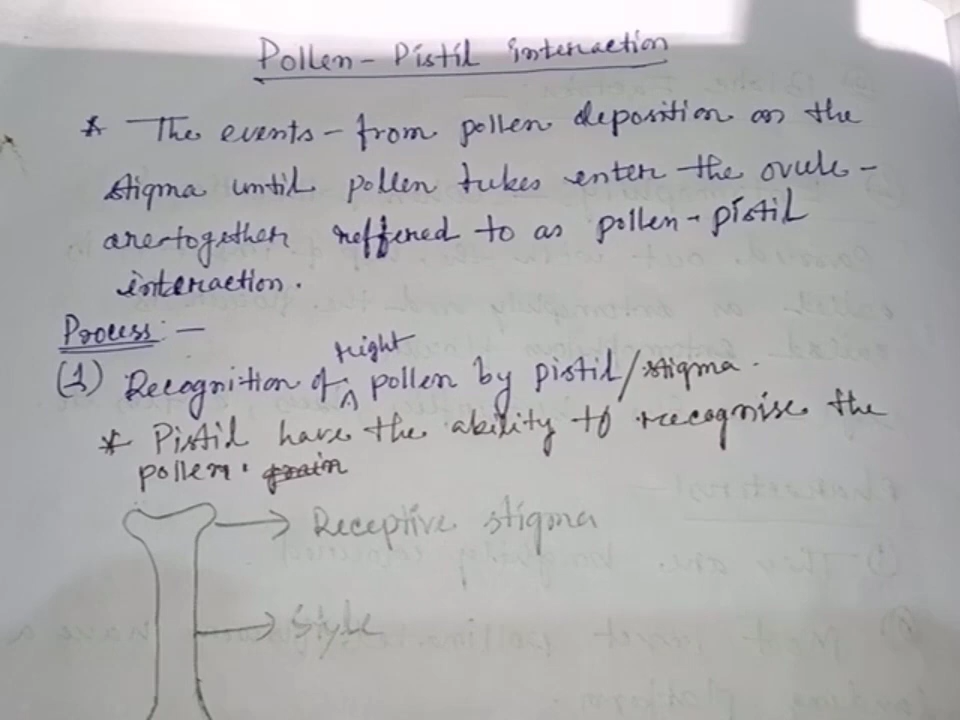 Pollen - Pistil interaction
* The events - from pollen deposition on the
stigma until pollen tukes enter the ovule -
are together reffered to as pollen - pistil
interaction.
Process : -
right
(1) Recognition of ^ pollen by pistil / stigma.
* Pistil have the ability to recognise the
pollen. grain
Receptive stigma
Style